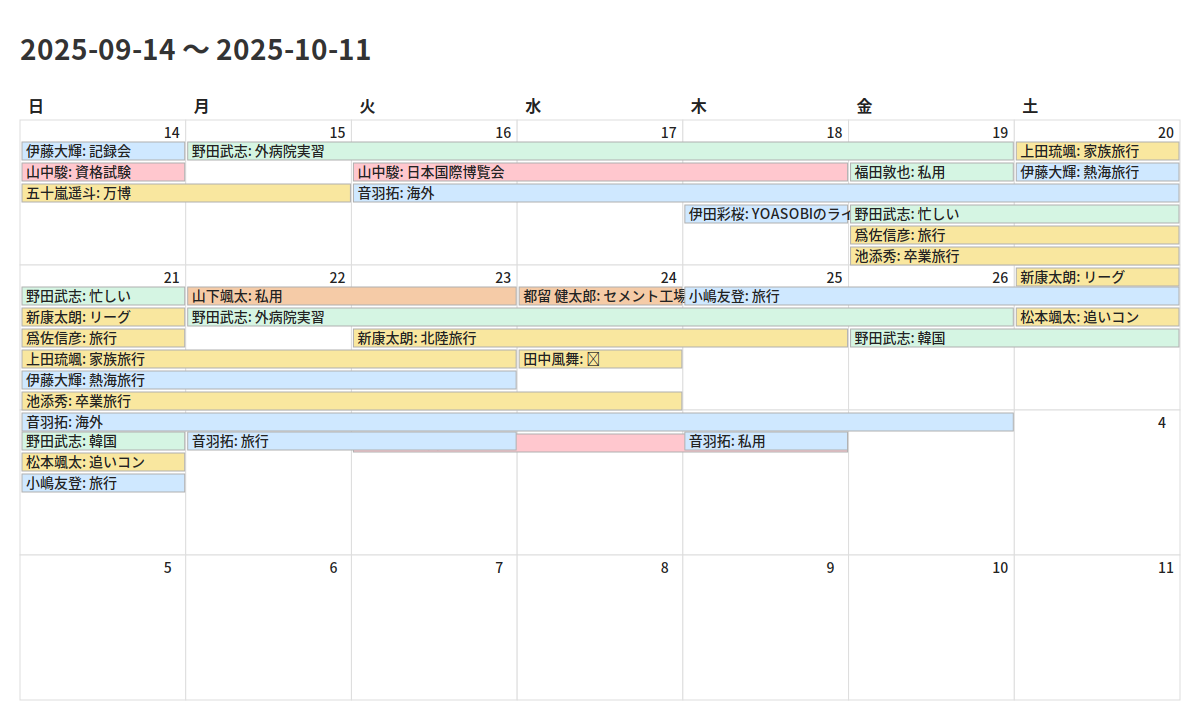 2025-09-14 〜 2025-10-11
日 月 火 水 木 金 土
14 15 16 17 18 19 20
伊藤大輝: 記録会 野田武志: 外病院実習 上田琉颯: 家族旅行
山中駿: 資格試験 山中駿: 日本国際博覧会 福田敦也: 私用 伊藤大輝: 熱海旅行
五十嵐遥斗: 万博 音羽拓: 海外
伊田彩桜: YOASOBIのライ 野田武志: 忙しい
爲佐信彦: 旅行
池添秀: 卒業旅行
21 22 23 24 25 26 新康太朗: リーグ
野田武志: 忙しい 山下颯太: 私用 都留 健太郎: セメント工場 小嶋友登: 旅行
新康太朗: リーグ 野田武志: 外病院実習 松本颯太: 追いコン
爲佐信彦: 旅行 新康太朗: 北陸旅行 野田武志: 韓国
上田琉颯: 家族旅行 田中風舞:
伊藤大輝: 熱海旅行
池添秀: 卒業旅行
音羽拓: 海外 4
野田武志: 韓国 音羽拓: 旅行 音羽拓: 私用
松本颯太: 追いコン
小嶋友登: 旅行
5 6 7 8 9 10 11